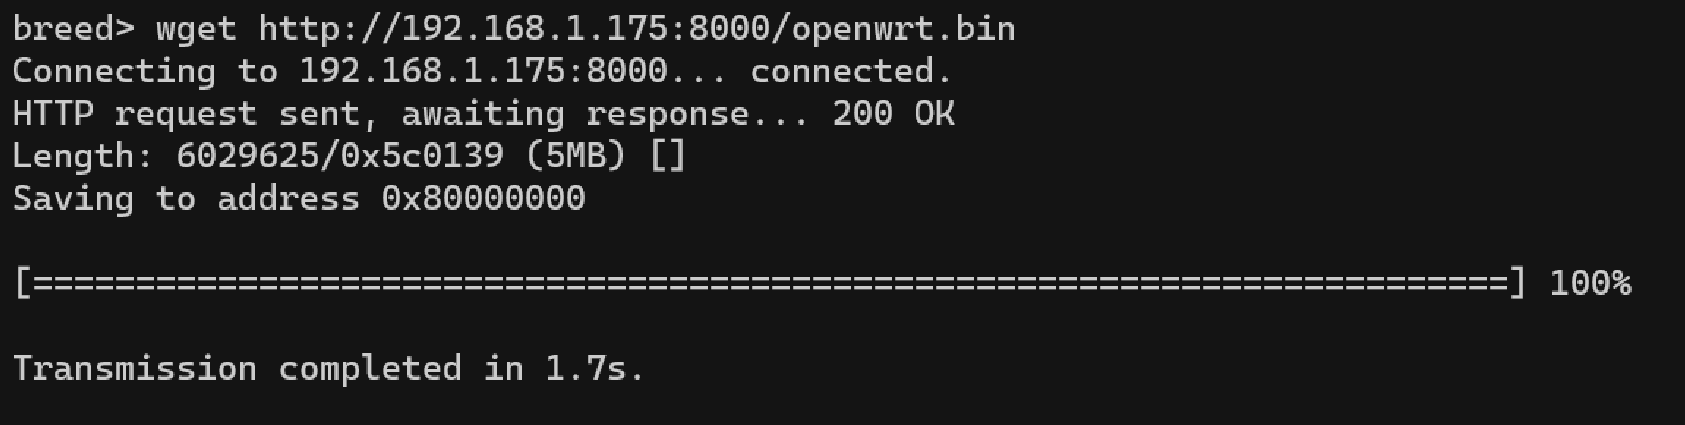 breed> wget http://192.168.1.175:8000/openwrt.bin
Connecting to 192.168.1.175:8000... connected.
HTTP request sent, awaiting response... 200 OK
Length: 6029625/0x5c0139 (5MB) []
Saving to address 0x80000000
[========================================================================] 100%
Transmission completed in 1.7s.